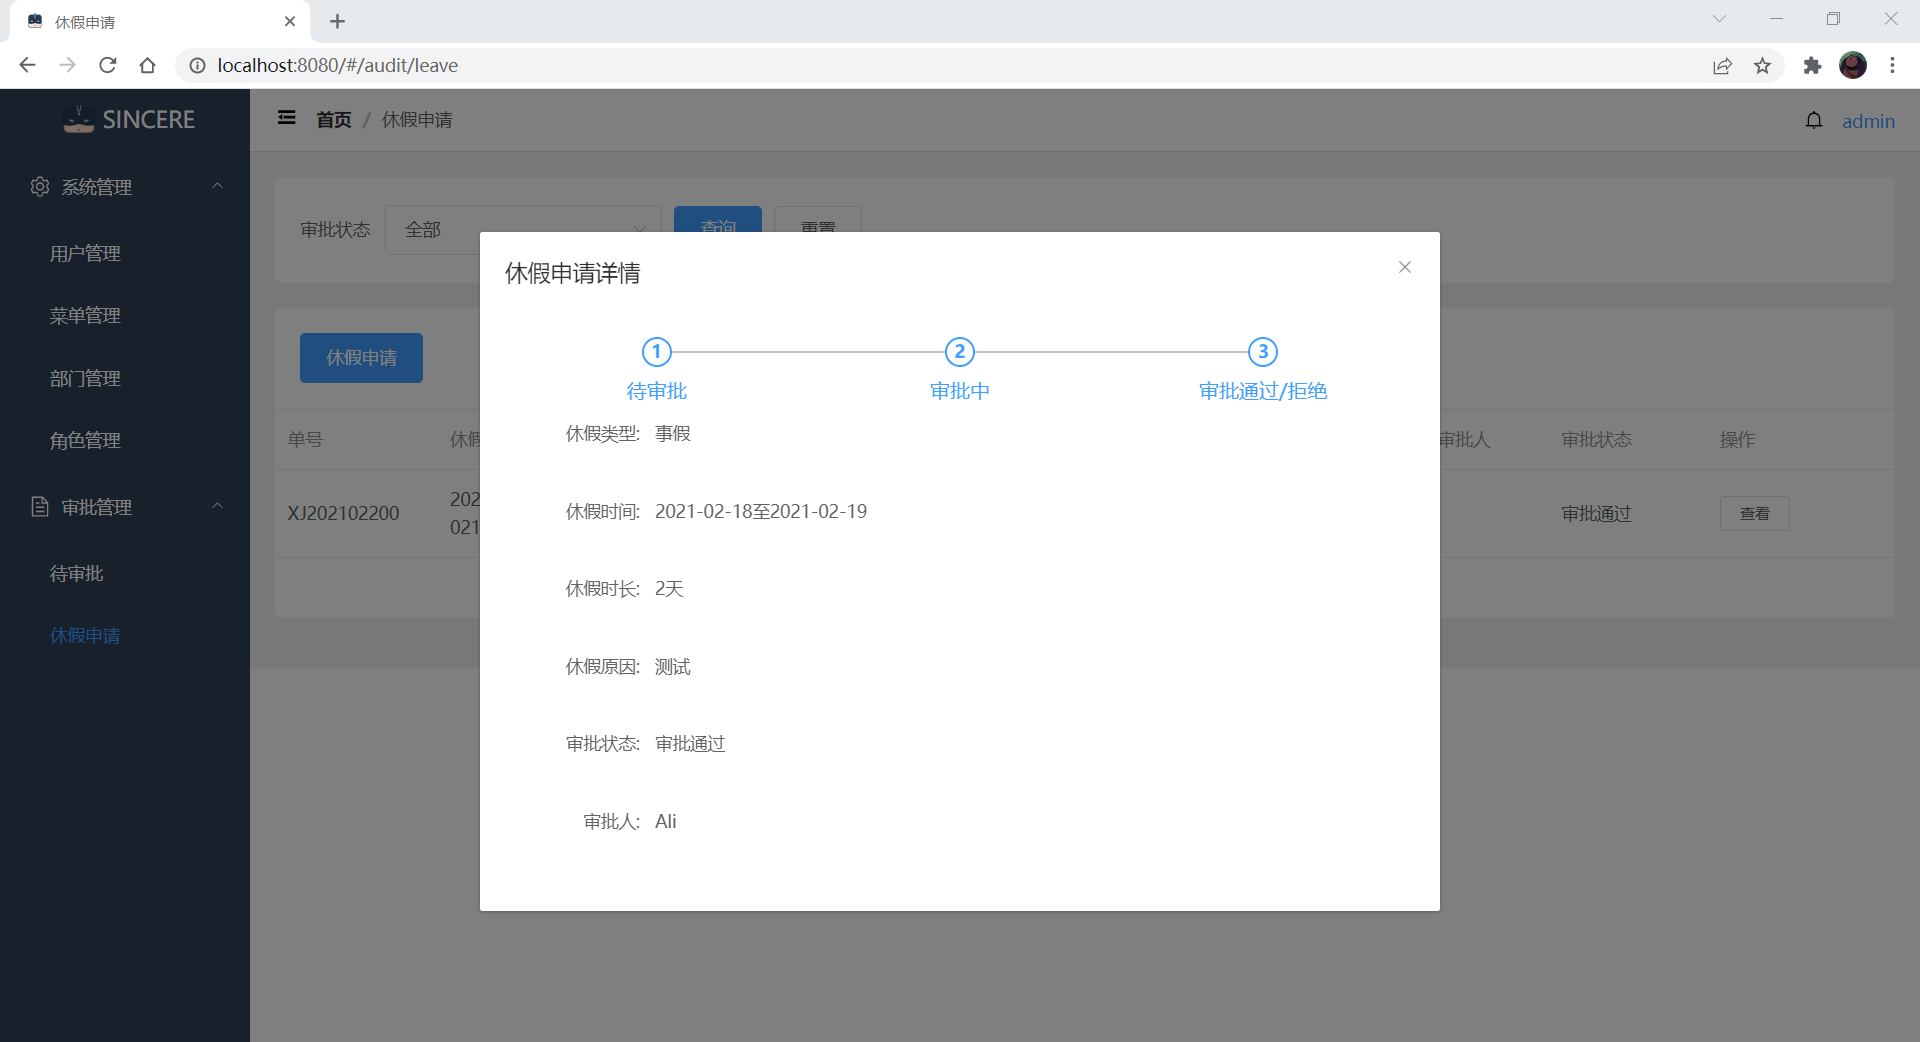 休假申请
localhost:8080/#/audit/leave
SINCERE
首页 / 休假申请
admin
系统管理
用户管理
菜单管理
部门管理
角色管理
审批管理
待审批
休假申请
审批状态 全部 查询 重置
休假申请
单号 休假 审批人 审批状态 操作
XJ202102200 202 审批通过 查看
021
休假申请详情
1 2 3
待审批 审批中 审批通过/拒绝
休假类型: 事假
休假时间: 2021-02-18至2021-02-19
休假时长: 2天
休假原因: 测试
审批状态: 审批通过
审批人: Ali